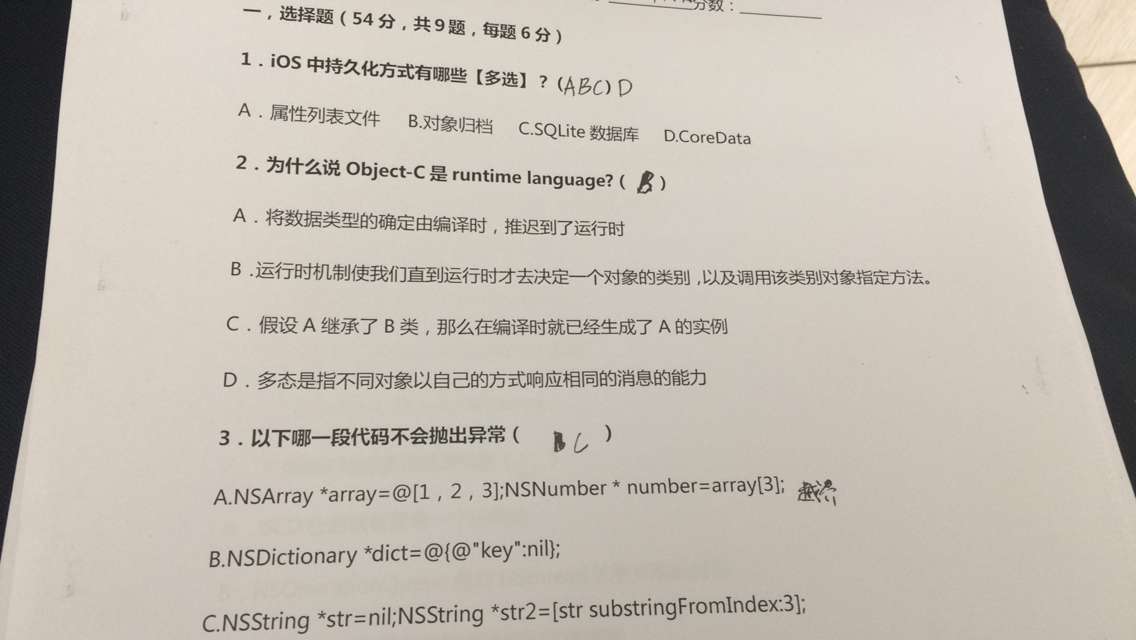 分数：
一，选择题（54分，共9题，每题6分）
1．iOS 中持久化方式有哪些【多选】？(ABC) D
A．属性列表文件 B.对象归档 C.SQLite 数据库 D.CoreData
2．为什么说 Object-C 是 runtime language?（ B ）
A．将数据类型的确定由编译时，推迟到了运行时
B .运行时机制使我们直到运行时才去决定一个对象的类别，以及调用该类别对象指定方法。
C．假设 A 继承了 B 类，那么在编译时就已经生成了 A 的实例
D．多态是指不同对象以自己的方式响应相同的消息的能力
3．以下哪一段代码不会抛出异常（ B C ）
A.NSArray *array=@[1，2，3];NSNumber * number=array[3];
B.NSDictionary *dict=@{@"key":nil};
C.NSString *str=nil;NSString *str2=[str substringFromIndex:3];